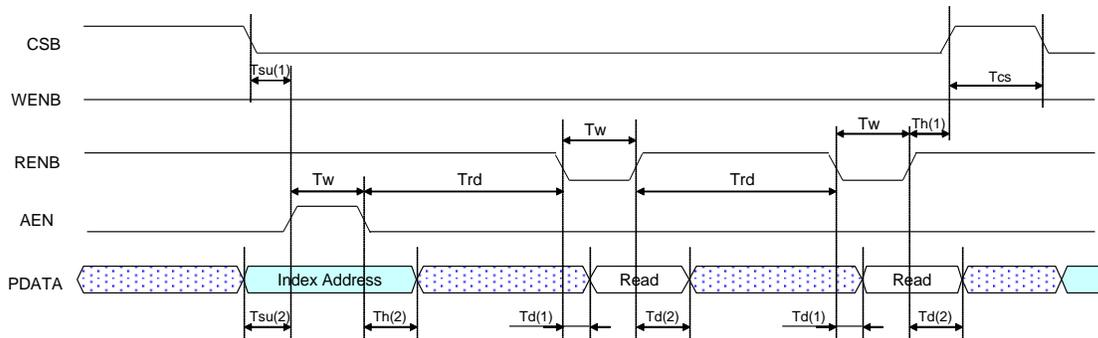 CSB
Tsu(1)
Tcs
WENB
Tw
Tw
Th(1)
RENB
Tw
Trd
Trd
AEN
PDATA
Index Address
Read
Read
Tsu(2)
Th(2)
Td(1)
Td(2)
Td(1)
Td(2)